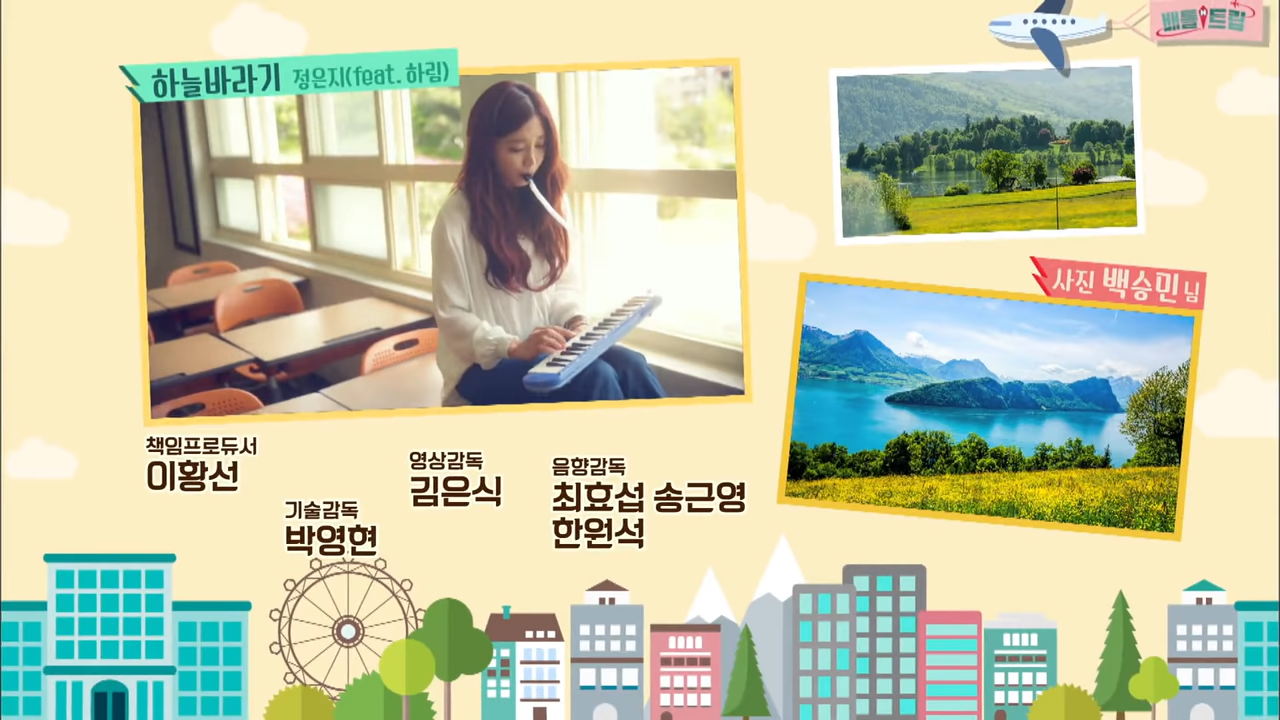 배틀트립
하늘바라기 정은지(feat. 하림)
사진 백승민 님
책임프로듀서
이황선
기술감독
박영현
영상감독
김은식
음향감독
최효섭 송근영
한원석